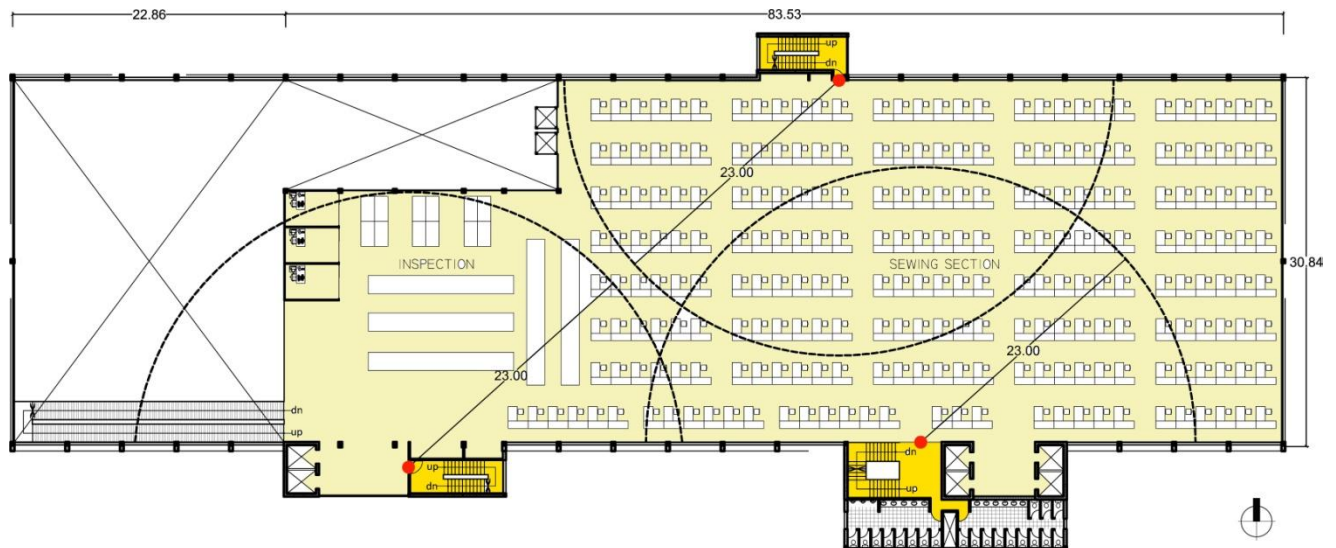 22.86
83.53
up
dn
23.00
INSPECTION
SEWING SECTION
30.84
23.00
23.00
dn
up
up
dn
dn
up